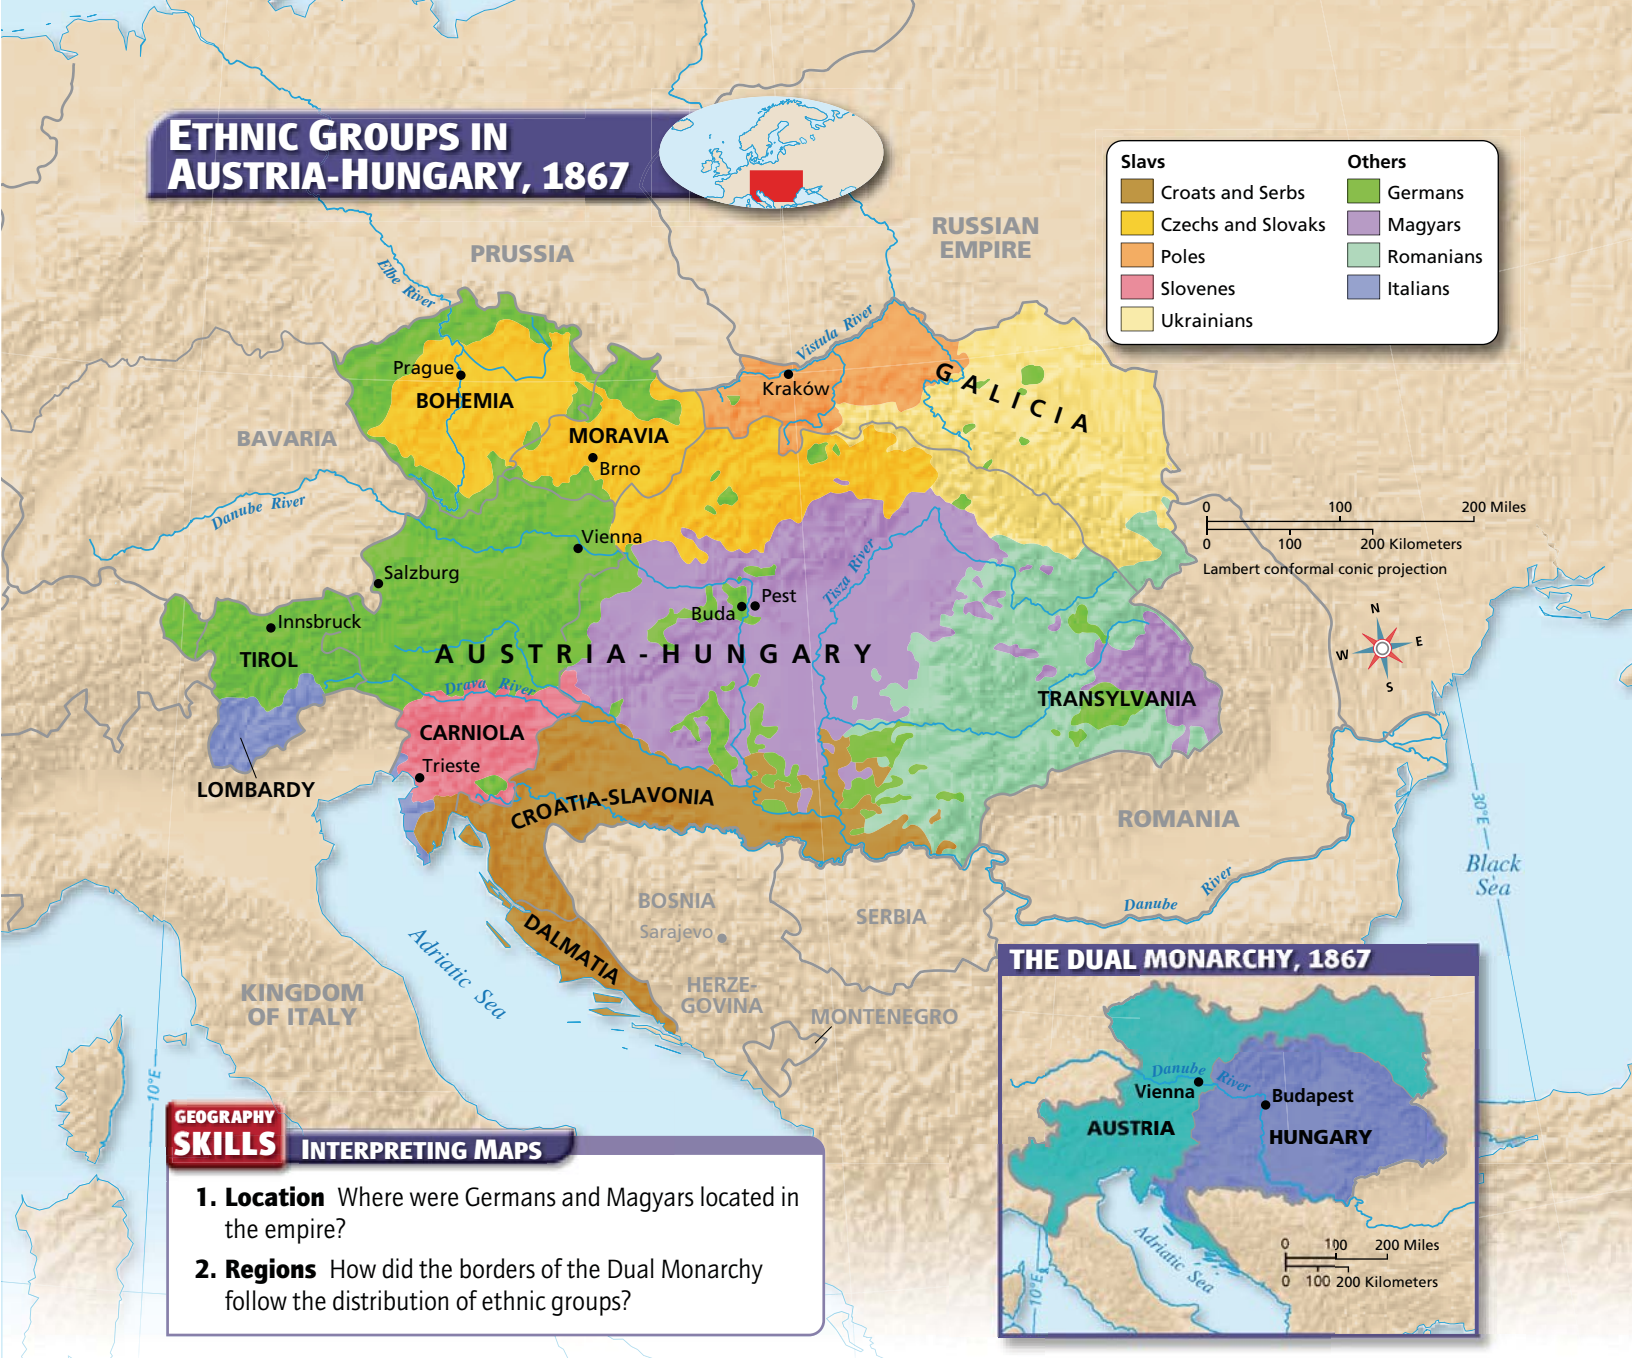 ETHNIC GROUPS IN
AUSTRIA-HUNGARY, 1867
Slavs
Croats and Serbs
Czechs and Slovaks
Poles
Slovenes
Ukrainians
Others
Germans
Magyars
Romanians
Italians
RUSSIAN
EMPIRE
PRUSSIA
Elbe River
Vistula River
Prague
BOHEMIA
Kraków
GALICIA
BAVARIA
MORAVIA
Brno
Danube River
Vienna
Salzburg
Innsbruck
TIROL
Buda
Pest
Tisza River
AUSTRIA-HUNGARY
Drava River
TRANSYLVANIA
CARNIOLA
Trieste
LOMBARDY
CROATIA-SLAVONIA
ROMANIA
DALMATIA
BOSNIA
Sarajevo
SERBIA
HERZE-
GOVINA
MONTENEGRO
Danube River
Black
Sea
30°E
Adriatic Sea
KINGDOM
OF ITALY
10°E
0 100 200 Miles
0 100 200 Kilometers
Lambert conformal conic projection
N
E
W
S
THE DUAL MONARCHY, 1867
Danube River
Vienna
Budapest
AUSTRIA
HUNGARY
Adriatic Sea
10°E
0 100 200 Miles
0 100 200 Kilometers
GEOGRAPHY
SKILLS
INTERPRETING MAPS
1. Location Where were Germans and Magyars located in
the empire?
2. Regions How did the borders of the Dual Monarchy
follow the distribution of ethnic groups?